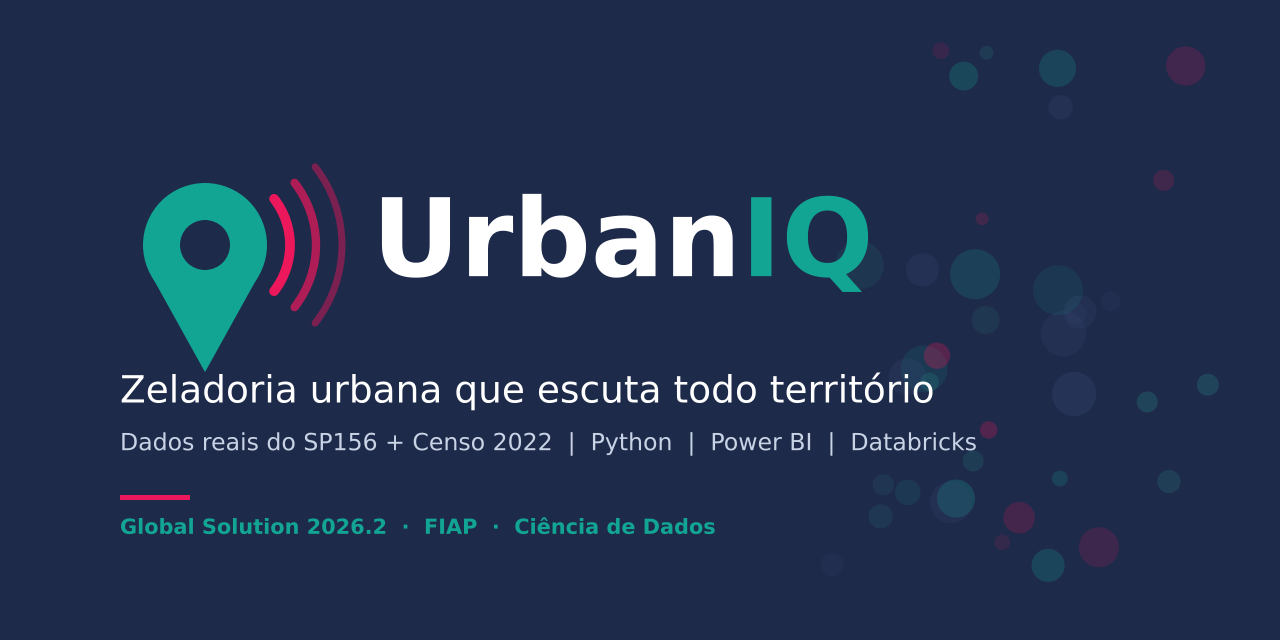 UrbanIQ
Zeladoria urbana que escuta todo território
Dados reais do SP156 + Censo 2022 | Python | Power BI | Databricks
Global Solution 2026.2 · FIAP · Ciência de Dados